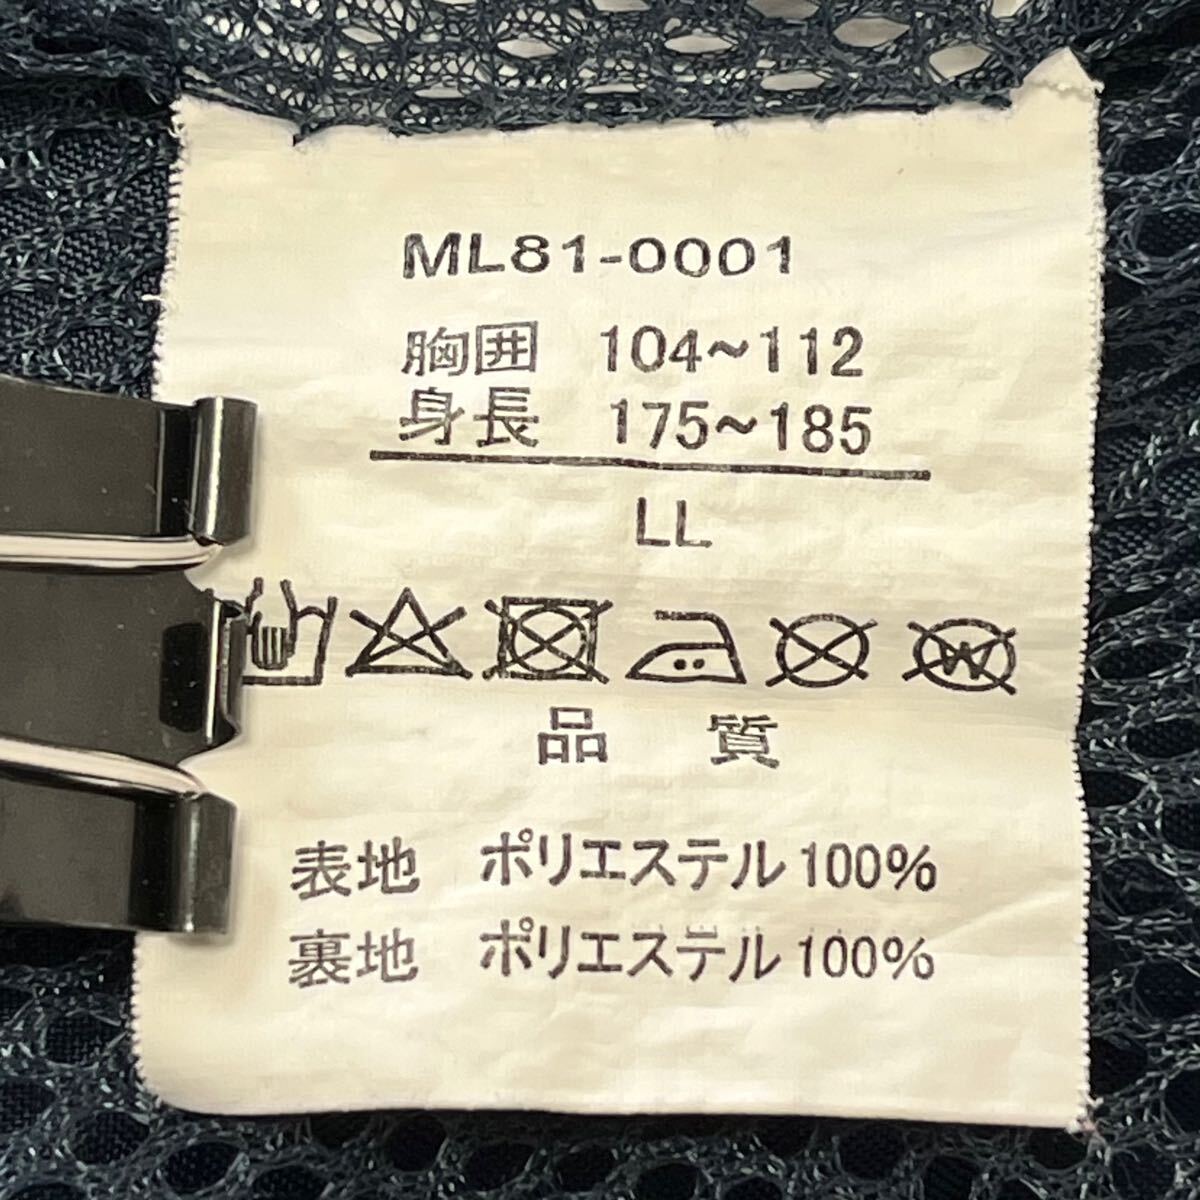 ML81-0001
胸囲 104~112
身長 175~185
LL
W
品 質
表地 ポリエステル 100%
裏地 ポリエステル 100%